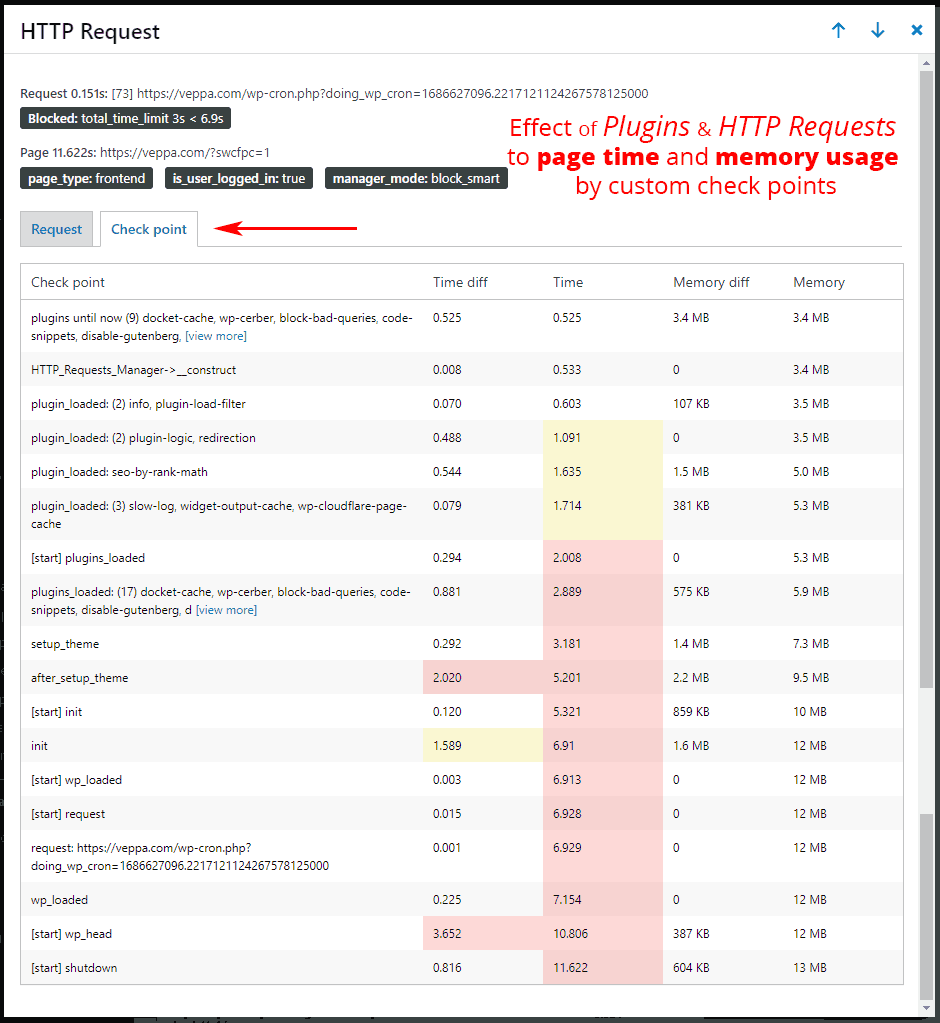 HTTP Request
Request 0.151s: [73] https://veppa.com/wp-cron.php?doing_wp_cron=1686627096.2217121124267578125000
Blocked: total_time_limit 3s < 6.9s
Effect of Plugins & HTTP Requests
to page time and memory usage
by custom check points
Page 11.622s: https://veppa.com/?swcfpc=1
page_type: frontend is_user_logged_in: true manager_mode: block_smart
Request Check point
Check point Time diff Time Memory diff Memory
plugins until now (9) docket-cache, wp-cerber, block-bad-queries, code- 0.525 0.525 3.4 MB 3.4 MB
snippets, disable-gutenberg, [view more]
HTTP_Requests_Manager->__construct 0.008 0.533 0 3.4 MB
plugin_loaded: (2) info, plugin-load-filter 0.070 0.603 107 KB 3.5 MB
plugin_loaded: (2) plugin-logic, redirection 0.488 1.091 0 3.5 MB
plugin_loaded: seo-by-rank-math 0.544 1.635 1.5 MB 5.0 MB
plugin_loaded: (3) slow-log, widget-output-cache, wp-cloudflare-page- 0.079 1.714 381 KB 5.3 MB
cache
[start] plugins_loaded 0.294 2.008 0 5.3 MB
plugins_loaded: (17) docket-cache, wp-cerber, block-bad-queries, code- 0.881 2.889 575 KB 5.9 MB
snippets, disable-gutenberg, d [view more]
setup_theme 0.292 3.181 1.4 MB 7.3 MB
after_setup_theme 2.020 5.201 2.2 MB 9.5 MB
[start] init 0.120 5.321 859 KB 10 MB
init 1.589 6.91 1.6 MB 12 MB
[start] wp_loaded 0.003 6.913 0 12 MB
[start] request 0.015 6.928 0 12 MB
request: https://veppa.com/wp-cron.php? 0.001 6.929 0 12 MB
doing_wp_cron=1686627096.2217121124267578125000
wp_loaded 0.225 7.154 0 12 MB
[start] wp_head 3.652 10.806 387 KB 12 MB
[start] shutdown 0.816 11.622 604 KB 13 MB